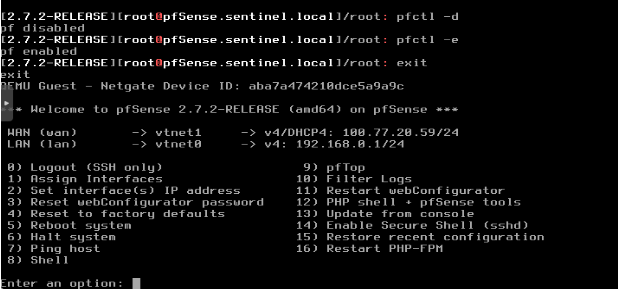 [2.7.2-RELEASE][root@pfSense.sentinel.local]/root: pfctl -d
pf disabled
[2.7.2-RELEASE][root@pfSense.sentinel.local]/root: pfctl -e
pf enabled
[2.7.2-RELEASE][root@pfSense.sentinel.local]/root: exit
exit
QEMU Guest - Netgate Device ID: aba7a474210dce5a9a9c
*** Welcome to pfSense 2.7.2-RELEASE (amd64) on pfSense ***
WAN (wan) -> vtnet1 -> v4/DHCP4: 100.77.20.59/24
LAN (lan) -> vtnet0 -> v4: 192.168.0.1/24
0) Logout (SSH only) 9) pfTop
1) Assign Interfaces 10) Filter Logs
2) Set interface(s) IP address 11) Restart webConfigurator
3) Reset webConfigurator password 12) PHP shell + pfSense tools
4) Reset to factory defaults 13) Update from console
5) Reboot system 14) Enable Secure Shell (sshd)
6) Halt system 15) Restore recent configuration
7) Ping host 16) Restart PHP-FPM
8) Shell
Enter an option: